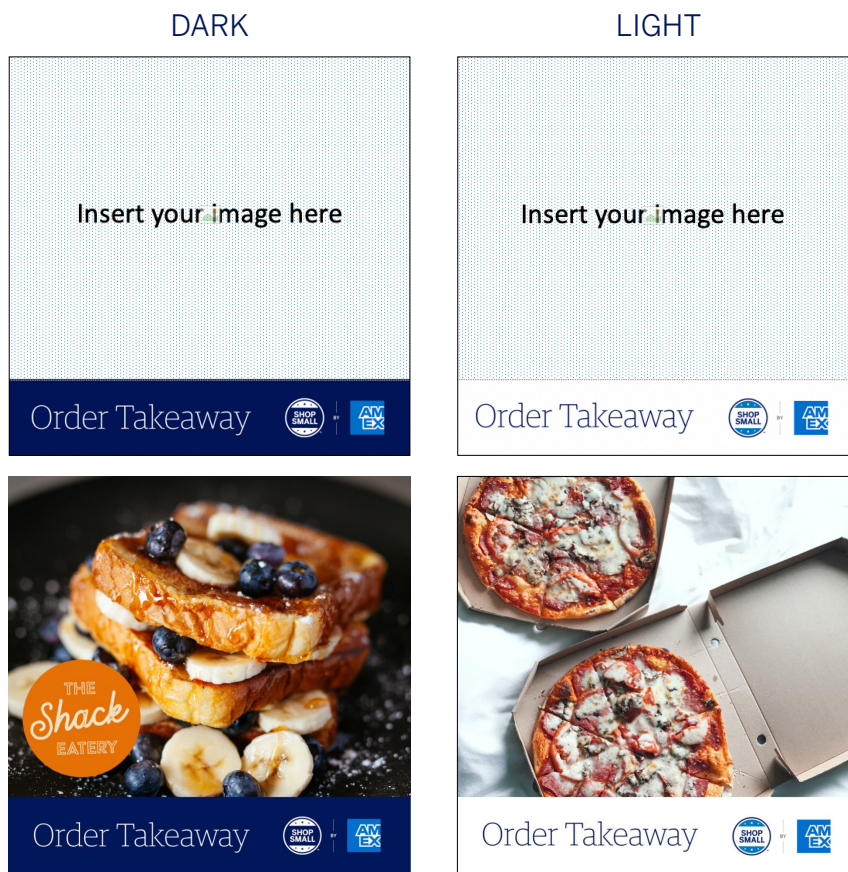 DARK
LIGHT
Insert your image here
Insert your image here
Order Takeaway
SHOP
SMALL
BY
AM
EX
Order Takeaway
SHOP
SMALL
BY
AM
EX
THE
Shack
EATERY
Order Takeaway
SHOP
SMALL
BY
AM
EX
Order Takeaway
SHOP
SMALL
BY
AM
EX